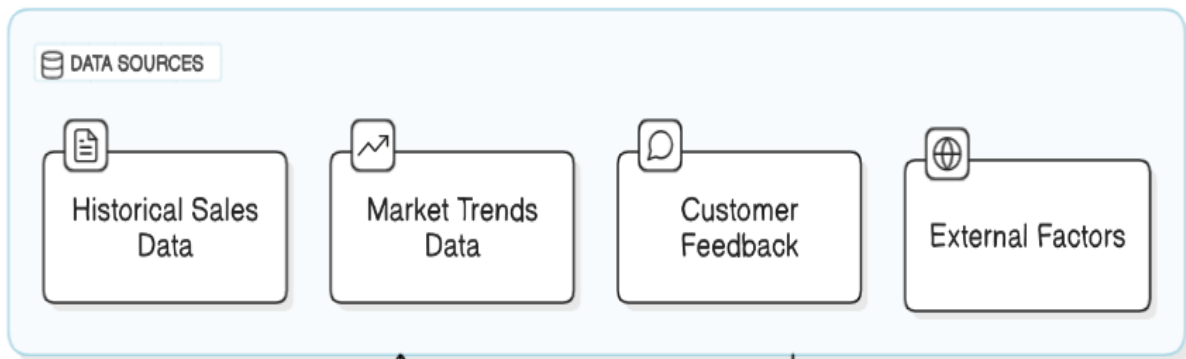 DATA SOURCES
Historical Sales
Data
Market Trends
Data
Customer
Feedback
External Factors